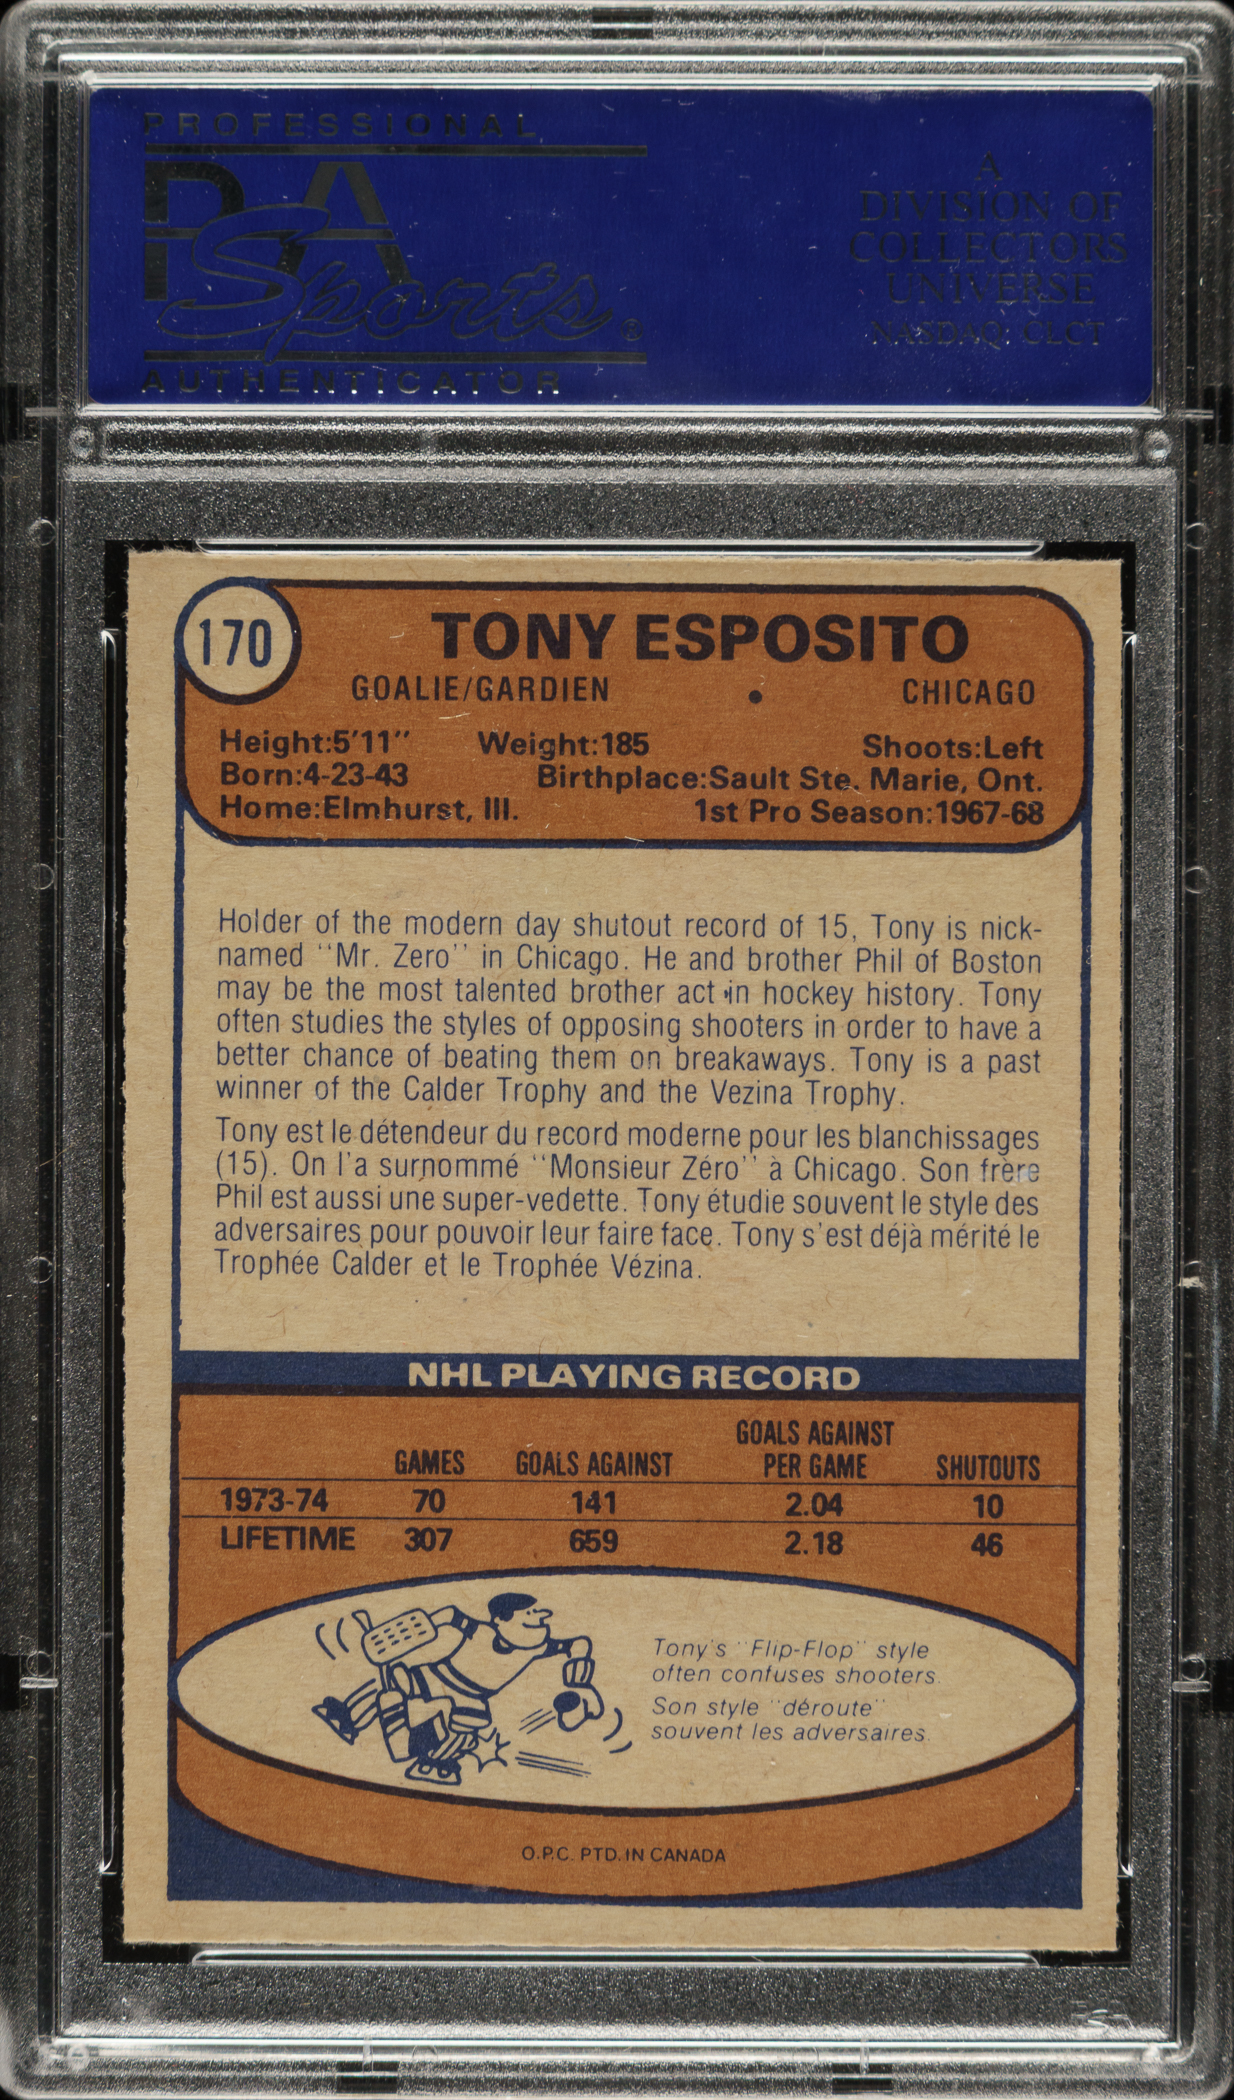 PROFESSIONAL
PSA
Sports ®
AUTHENTICATOR
A
DIVISION OF
COLLECTORS
UNIVERSE
NASDAQ: CLCT
170
TONY ESPOSITO
GOALIE/GARDIEN • CHICAGO
Height:5'11'' Weight:185 Shoots:Left
Born:4-23-43 Birthplace:Sault Ste. Marie, Ont.
Home:Elmhurst, Ill. 1st Pro Season:1967-68
Holder of the modern day shutout record of 15, Tony is nick-
named ''Mr. Zero'' in Chicago. He and brother Phil of Boston
may be the most talented brother act in hockey history. Tony
often studies the styles of opposing shooters in order to have a
better chance of beating them on breakaways. Tony is a past
winner of the Calder Trophy and the Vezina Trophy.
Tony est le détendeur du record moderne pour les blanchissages
(15). On l'a surnommé ''Monsieur Zéro'' à Chicago. Son frère
Phil est aussi une super-vedette. Tony étudie souvent le style des
adversaires pour pouvoir leur faire face. Tony s'est déjà mérité le
Trophée Calder et le Trophée Vézina.
NHL PLAYING RECORD
GAMES GOALS AGAINST GOALS AGAINST PER GAME SHUTOUTS
1973-74 70 141 2.04 10
LIFETIME 307 659 2.18 46
Tony's ''Flip-Flop'' style
often confuses shooters.
Son style ''déroute''
souvent les adversaires.
O.P.C. PTD. IN CANADA